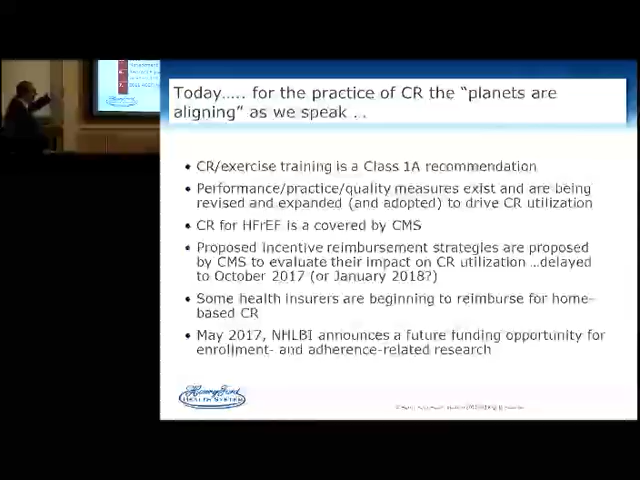 Today..... for the practice of CR the "planets are
aligning" as we speak ..
• CR/exercise training is a Class 1A recommendation
• Performance/practice/quality measures exist and are being
revised and expanded (and adopted) to drive CR utilization
• CR for HFrEF is a covered by CMS
• Proposed incentive reimbursement strategies are proposed
by CMS to evaluate their impact on CR utilization ...delayed
to October 2017 (or January 2018?)
• Some health insurers are beginning to reimburse for home-
based CR
• May 2017, NHLBI announces a future funding opportunity for
enrollment- and adherence-related research
Henry Ford
HEALTH SYSTEM